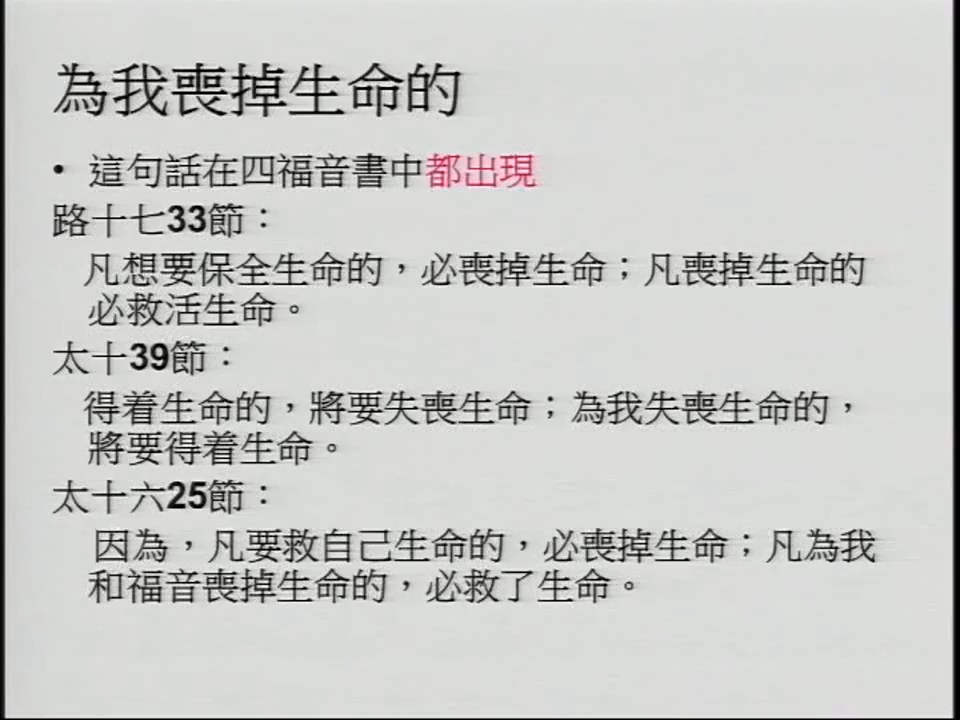 為我喪掉生命的
• 這句話在四福音書中都出現
路十七33節：
凡想要保全生命的，必喪掉生命；凡喪掉生命的
必救活生命。
太十39節：
得着生命的，將要失喪生命；為我失喪生命的，
將要得着生命。
太十六25節：
因為，凡要救自己生命的，必喪掉生命；凡為我
和福音喪掉生命的，必救了生命。